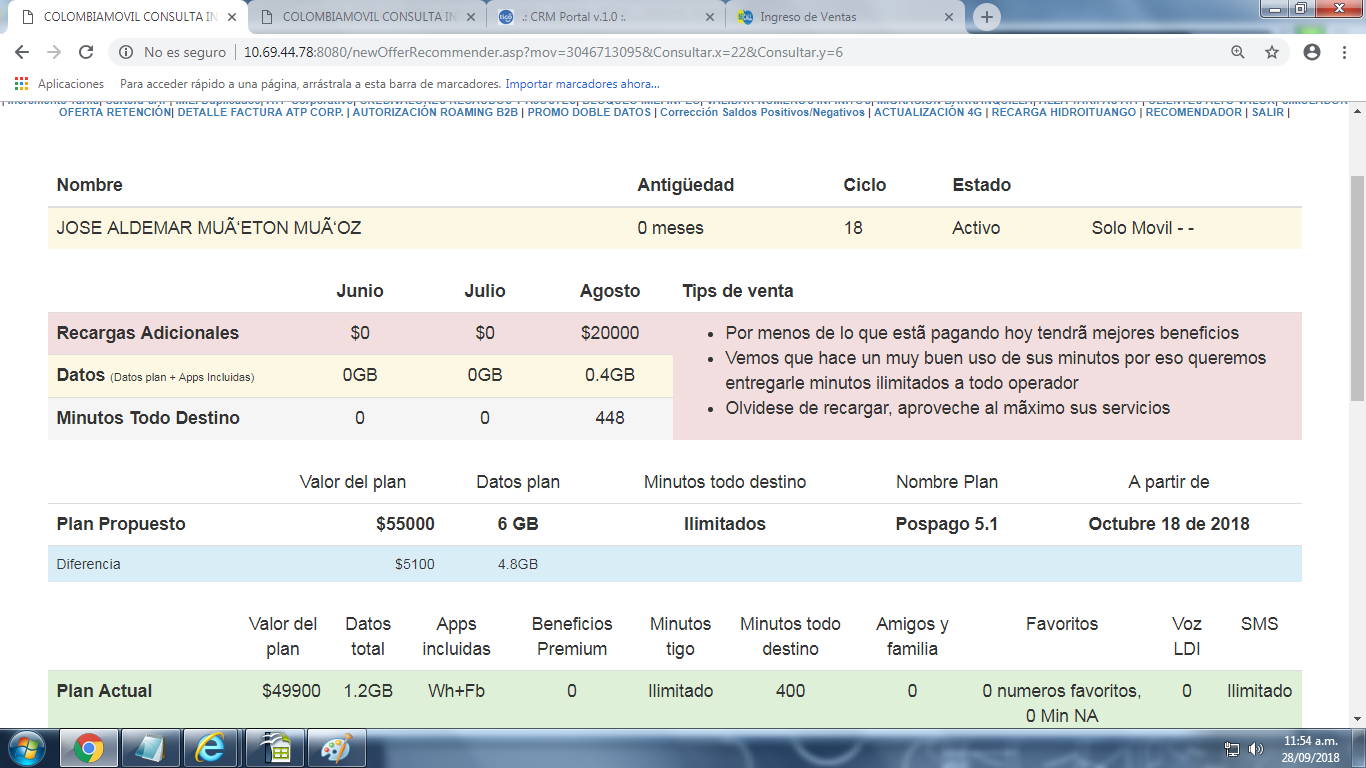 COLOMBIAMOVIL CONSULTA IN
COLOMBIAMOVIL CONSULTA IN
.: CRM Portal v.1.0 :.
Ingreso de Ventas
No es seguro | 10.69.44.78:8080/newOfferRecommender.asp?mov=3046713095&Consultar.x=22&Consultar.y=6
Aplicaciones Para acceder rápido a una página, arrástrala a esta barra de marcadores. Importar marcadores ahora...
OFERTA RETENCIÓN| DETALLE FACTURA ATP CORP. | AUTORIZACIÓN ROAMING B2B | PROMO DOBLE DATOS | Corrección Saldos Positivos/Negativos | ACTUALIZACIÓN 4G | RECARGA HIDROITUANGO | RECOMENDADOR | SALIR |
Nombre Antigüedad Ciclo Estado
JOSE ALDEMAR MUÃ‘ETON MUÃ‘OZ 0 meses 18 Activo Solo Movil - -
Junio Julio Agosto Tips de venta
Recargas Adicionales $0 $0 $20000
Datos (Datos plan + Apps Incluidas) 0GB 0GB 0.4GB
Minutos Todo Destino 0 0 448
• Por menos de lo que estã pagando hoy tendrã mejores beneficios
• Vemos que hace un muy buen uso de sus minutos por eso queremos
entregarle minutos ilimitados a todo operador
• Olvidese de recargar, aproveche al mãximo sus servicios
Valor del plan Datos plan Minutos todo destino Nombre Plan A partir de
Plan Propuesto $55000 6 GB Ilimitados Pospago 5.1 Octubre 18 de 2018
Diferencia $5100 4.8GB
Valor del Datos Apps Beneficios Minutos Minutos todo Amigos y Favoritos Voz SMS
plan total incluidas Premium tigo destino familia LDI
Plan Actual $49900 1.2GB Wh+Fb 0 Ilimitado 400 0 0 numeros favoritos, 0 Ilimitado
0 Min NA
11:54 a.m.
28/09/2018